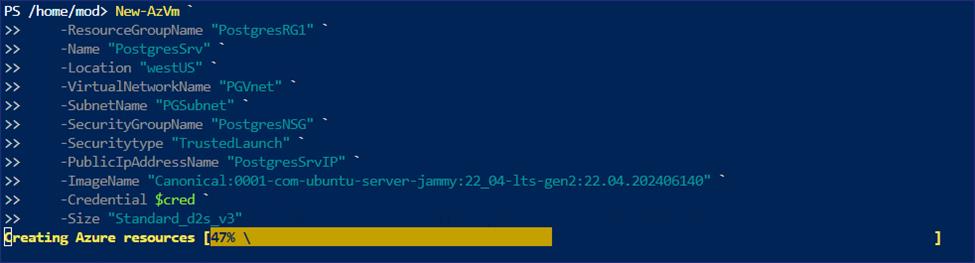 PS /home/mod> New-AzVm `
>>     -ResourceGroupName "PostgresRG1" `
>>     -Name "PostgresSrv" `
>>     -Location "westUS" `
>>     -VirtualNetworkName "PGVnet" `
>>     -SubnetName "PGSubnet" `
>>     -SecurityGroupName "PostgresNSG" `
>>     -Securitytype "TrustedLaunch" `
>>     -PublicIpAddressName "PostgresSrvIP" `
>>     -ImageName "Canonical:0001-com-ubuntu-server-jammy:22_04-lts-gen2:22.04.202406140" `
>>     -Credential $cred `
>>     -Size "Standard_d2s_v3"
Creating Azure resources [47% \ ]